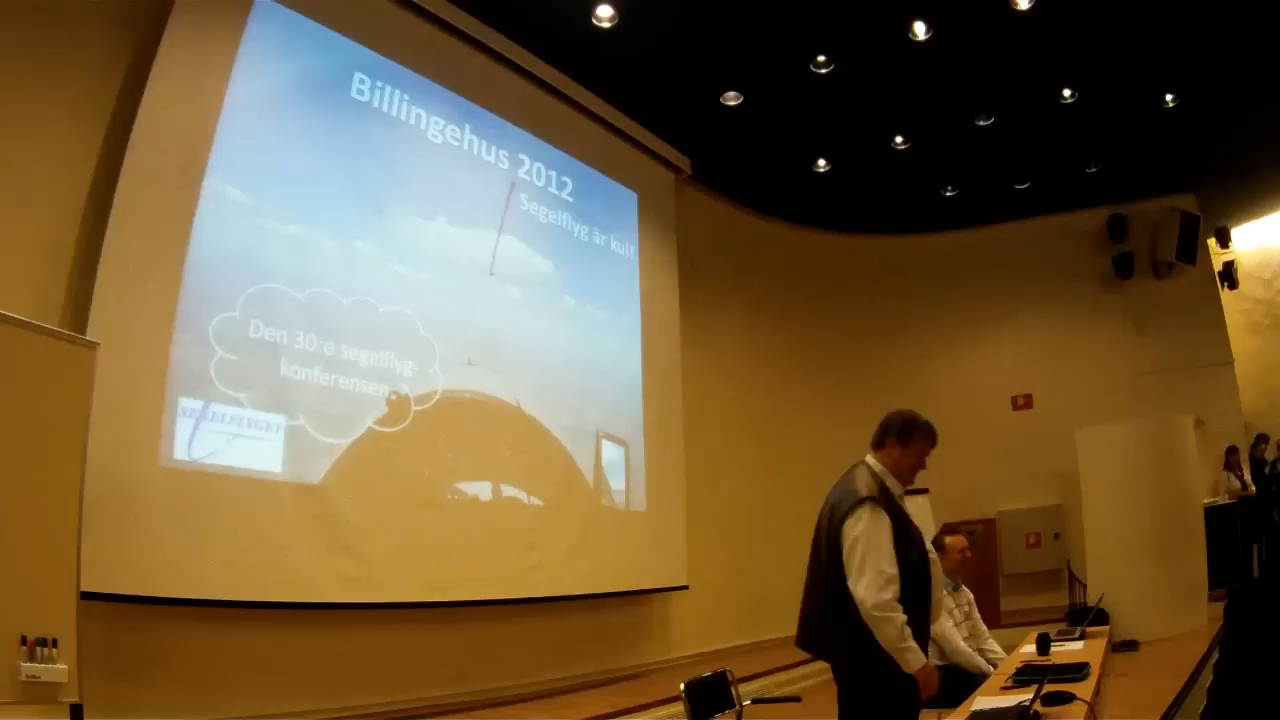 Billingehus 2012
Segelflyg är kul!
Den 30:e segelflyg-
konferensen